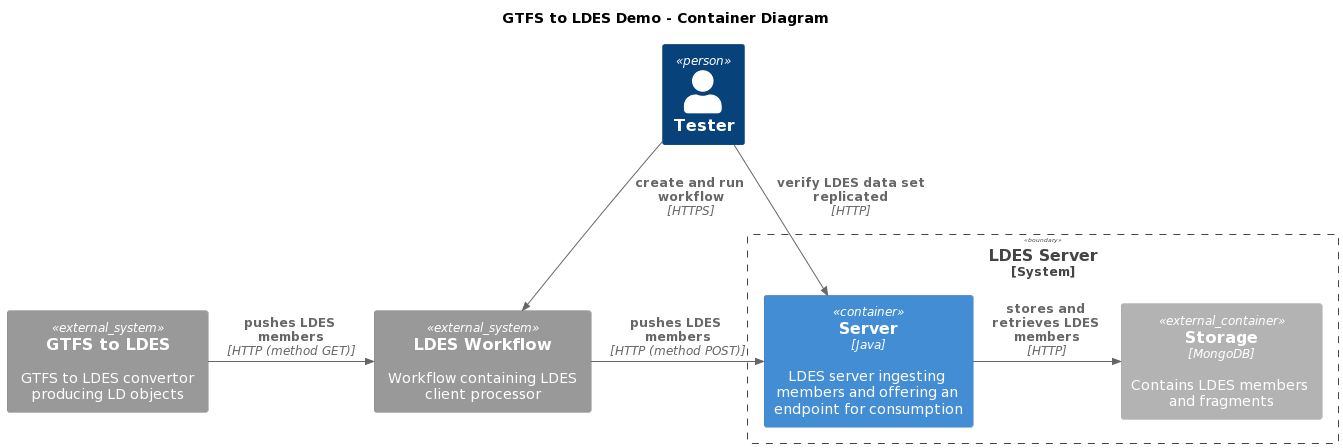 GTFS to LDES Demo - Container Diagram
«person»
Tester
create and run
workflow
[HTTPS]
verify LDES data set
replicated
[HTTP]
«boundary»
LDES Server
[System]
«external_system»
GTFS to LDES
GTFS to LDES convertor
producing LD objects
pushes LDES
members
[HTTP (method GET)]
«external_system»
LDES Workflow
Workflow containing LDES
client processor
pushes LDES
members
[HTTP (method POST)]
«container»
Server
[Java]
LDES server ingesting
members and offering an
endpoint for consumption
stores and
retrieves LDES
members
[HTTP]
«external_container»
Storage
[MongoDB]
Contains LDES members
and fragments